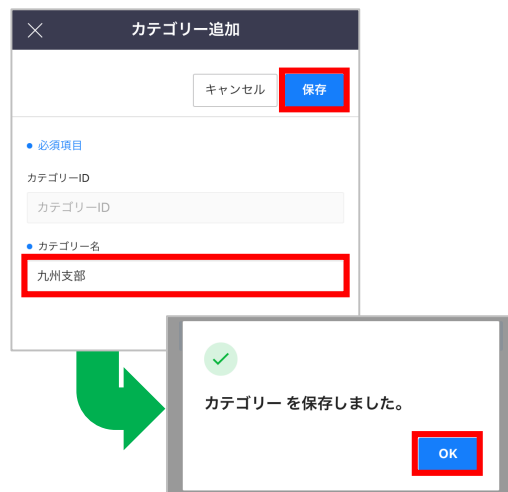 カテゴリー追加
キャンセル 保存
必須項目
カテゴリーID
カテゴリーID
カテゴリー名
九州支部
カテゴリー を保存しました。
OK